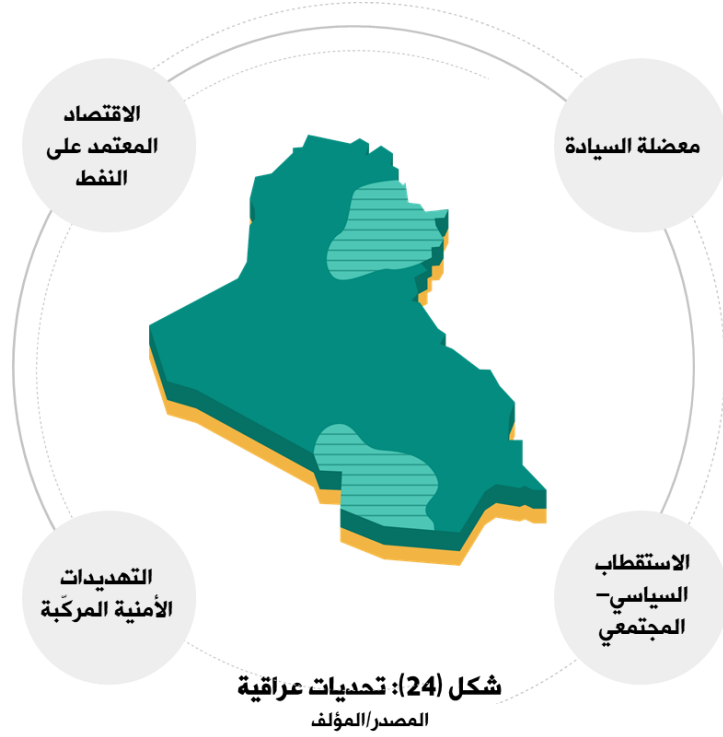 معضلة السيادة
الاقتصاد
المعتمد على
النفط
الاستقطاب
السياسي–
المجتمعي
التهديدات
الأمنية المركّبة
شكل (24): تحديات عراقية
المصدر/المؤلف